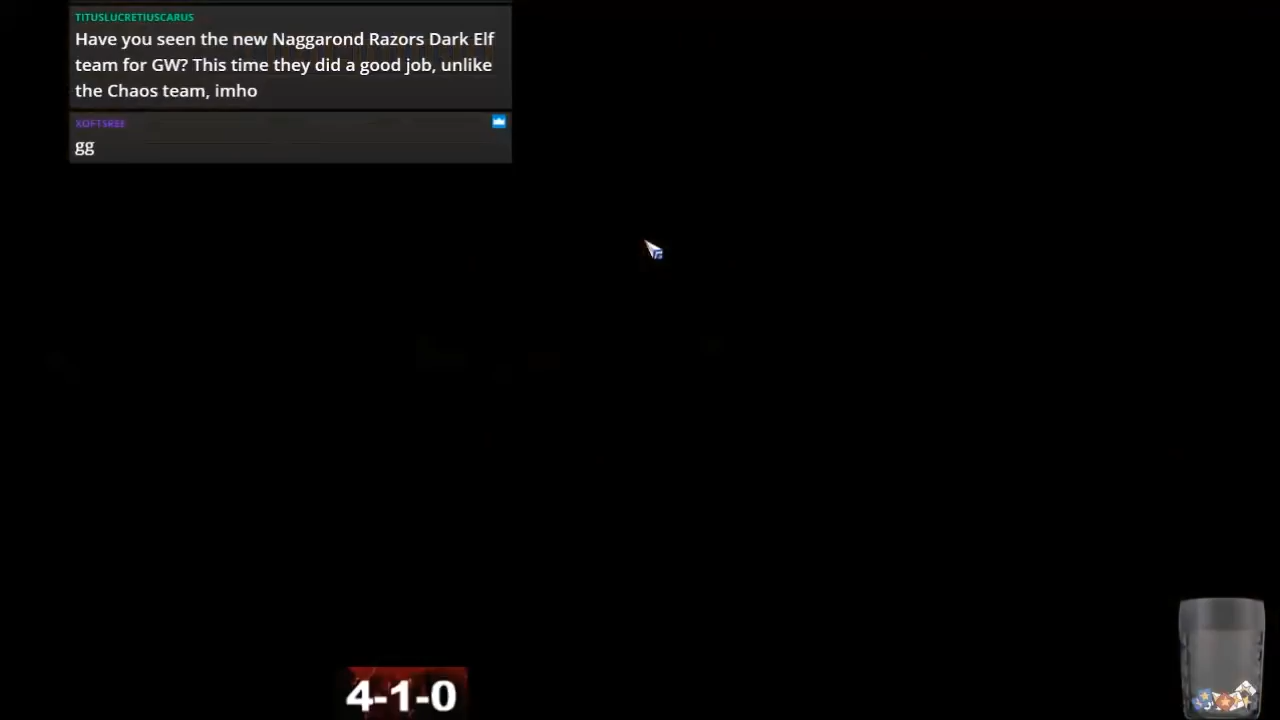 TITUSLUCRETIUSCARUS
Have you seen the new Naggarond Razors Dark Elf
team for GW? This time they did a good job, unlike
the Chaos team, imho
XOFTSREE
gg
4-1-0